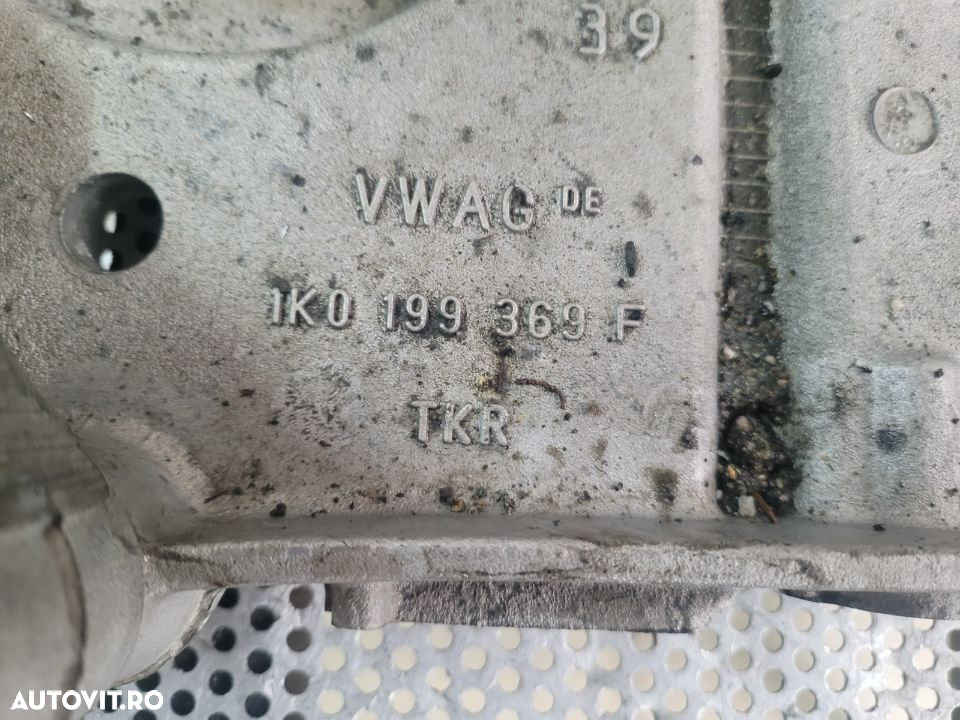 39
VWAG DE
1K0 199 369 F
TKR
AUTOVIT.RO